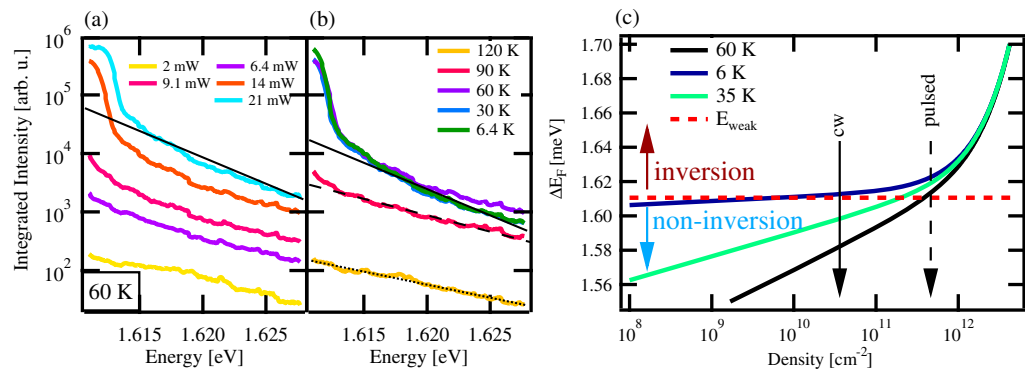 (a)
(b)
(c)
Integrated Intensity [arb. u.]
10^6
10^5
10^4
10^3
10^2
2 mW
6.4 mW
9.1 mW
14 mW
21 mW
60 K
1.615
1.620
1.625
Energy [eV]
120 K
90 K
60 K
30 K
6.4 K
1.615
1.620
1.625
Energy [eV]
ΔE_F [meV]
1.70
1.68
1.66
1.64
1.62
1.60
1.58
1.56
60 K
6 K
35 K
E_weak
cw
pulsed
inversion
non-inversion
10^8
10^9
10^10
10^11
10^12
Density [cm^-2]